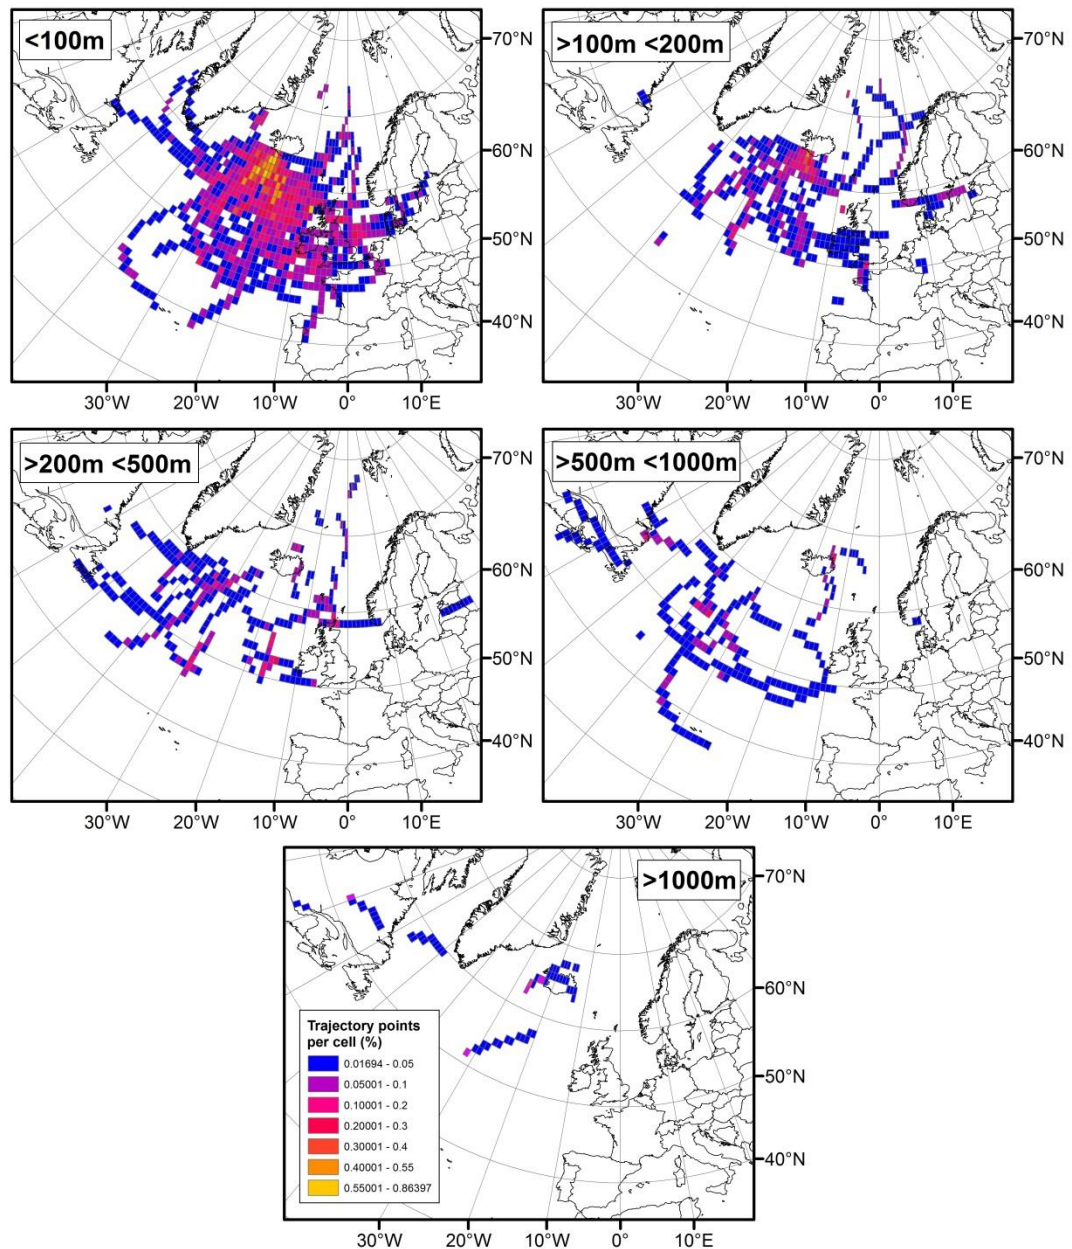 <100m
>100m <200m
70°N
60°N
50°N
40°N
30°W 20°W 10°W 0° 10°E
70°N
60°N
50°N
40°N
30°W 20°W 10°W 0° 10°E
>200m <500m
70°N
60°N
50°N
40°N
30°W 20°W 10°W 0° 10°E
>500m <1000m
70°N
60°N
50°N
40°N
30°W 20°W 10°W 0° 10°E
>1000m
70°N
60°N
50°N
40°N
Trajectory points
per cell (%)
0.01694 - 0.05
0.05001 - 0.1
0.10001 - 0.2
0.20001 - 0.3
0.30001 - 0.4
0.40001 - 0.55
0.55001 - 0.86397
30°W 20°W 10°W 0° 10°E